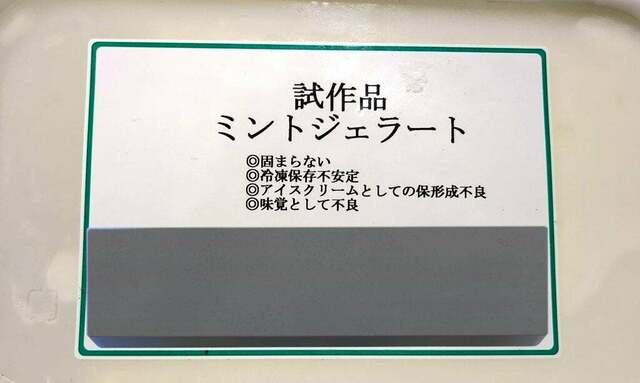 試作品
ミントジェラート
◎固まらない
◎冷凍保存不安定
◎アイスクリームとしての保形成不良
◎味覚として不良